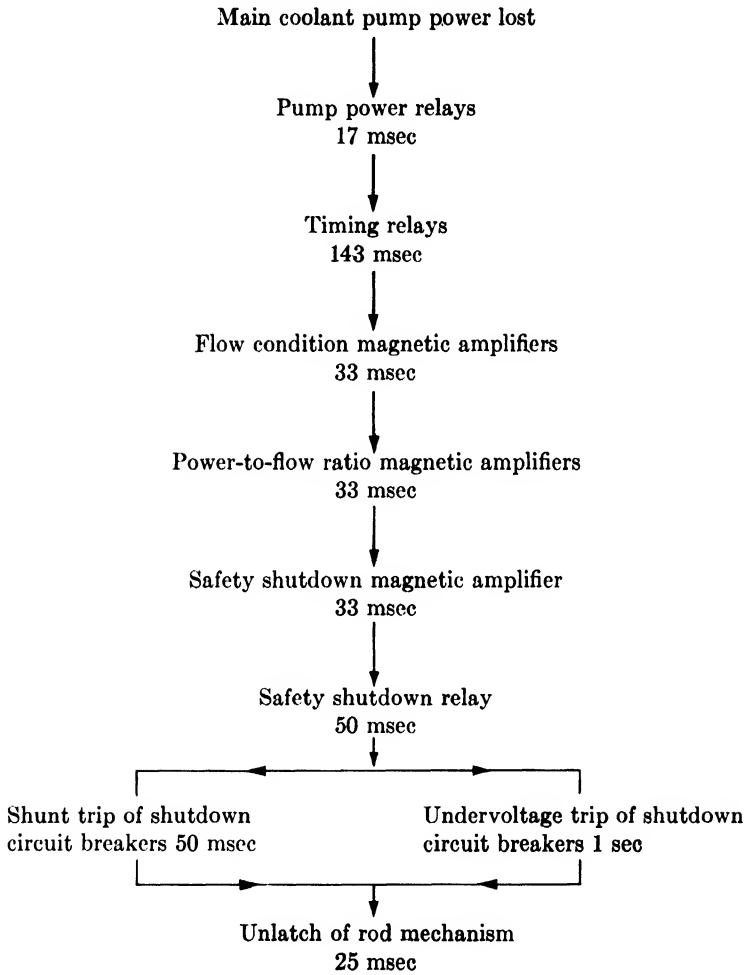 Main coolant pump power lost
Pump power relays
17 msec
Timing relays
143 msec
Flow condition magnetic amplifiers
33 msec
Power-to-flow ratio magnetic amplifiers
33 msec
Safety shutdown magnetic amplifier
33 msec
Safety shutdown relay
50 msec
Shunt trip of shutdown
circuit breakers 50 msec
Undervoltage trip of shutdown
circuit breakers 1 sec
Unlatch of rod mechanism
25 msec